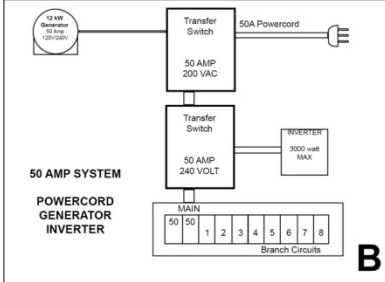 12 kW
Generator
50 Amp
120V/240V
Transfer
Switch
50 AMP
200 VAC
50A Powercord
Transfer
Switch
50 AMP
240 VOLT
INVERTER
3000 watt
MAX
50 AMP SYSTEM
POWERCORD
GENERATOR
INVERTER
MAIN
50 50 1 2 3 4 5 6 7 8
Branch Circuits
B